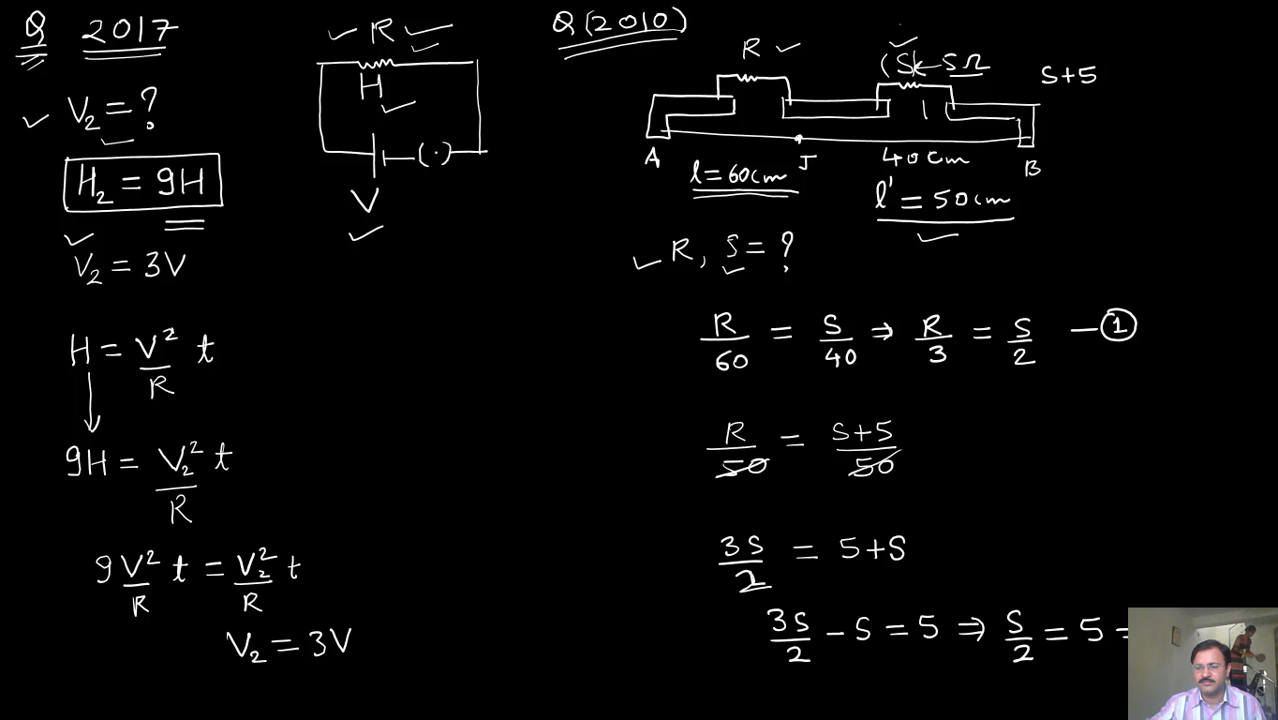 Q 2017
V₂ = ?
H₂ = 9H
V₂ = 3V
H = V²/R t
9H = V₂²/R t
9 V²/R t = V₂²/R t
V₂ = 3V
R
H
V
Q (2010)
R
(S) ← 5Ω
S+5
A
J
B
l = 60cm
40cm
l' = 50cm
R, S = ?
R/60 = S/40 ⇒ R/3 = S/2 — ①
R/50 = S+5/50
3S/2 = 5+S
3S/2 - S = 5 ⇒ S/2 = 5 =